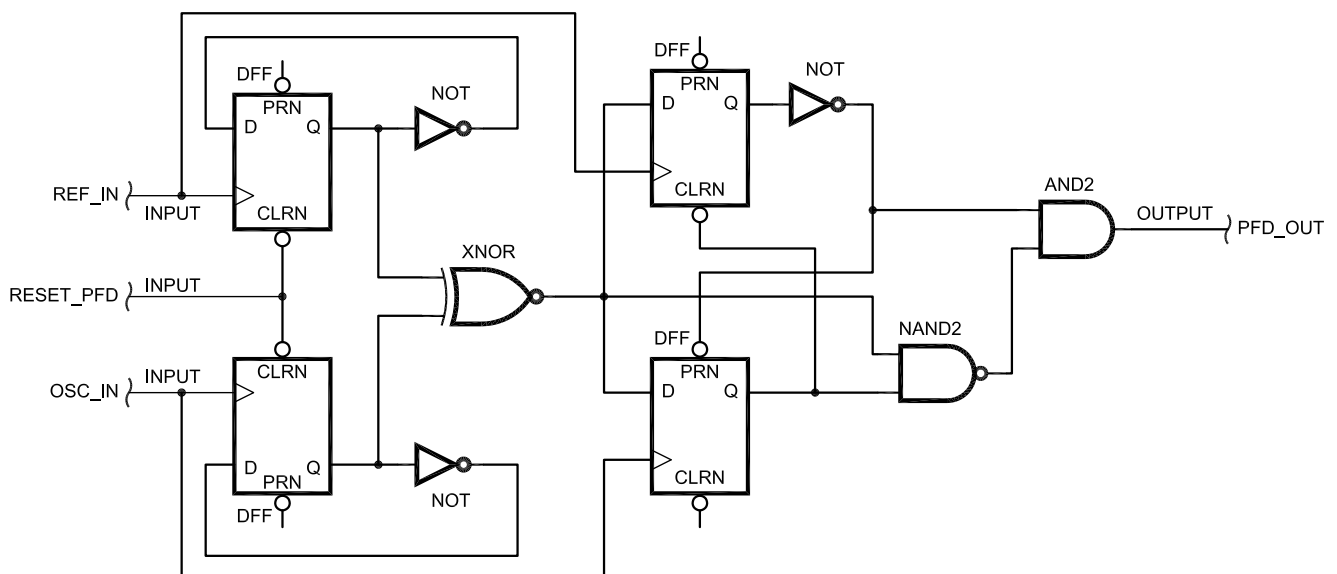 DFF
PRN
D
Q
CLRN
NOT
REF_IN
INPUT
RESET_PFD
INPUT
OSC_IN
INPUT
CLRN
D
Q
PRN
DFF
NOT
XNOR
DFF
PRN
D
Q
CLRN
NOT
DFF
PRN
D
Q
CLRN
NAND2
AND2
OUTPUT
PFD_OUT